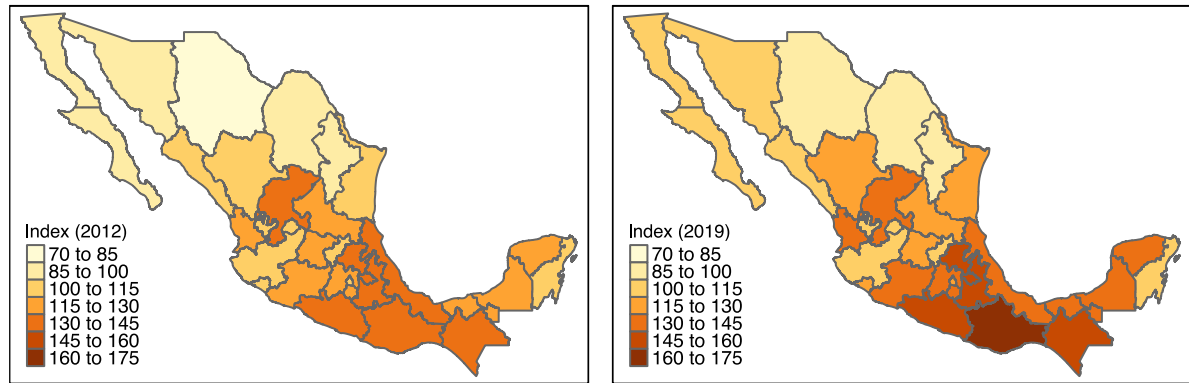 Index (2012)
70 to 85
85 to 100
100 to 115
115 to 130
130 to 145
145 to 160
160 to 175
Index (2019)
70 to 85
85 to 100
100 to 115
115 to 130
130 to 145
145 to 160
160 to 175